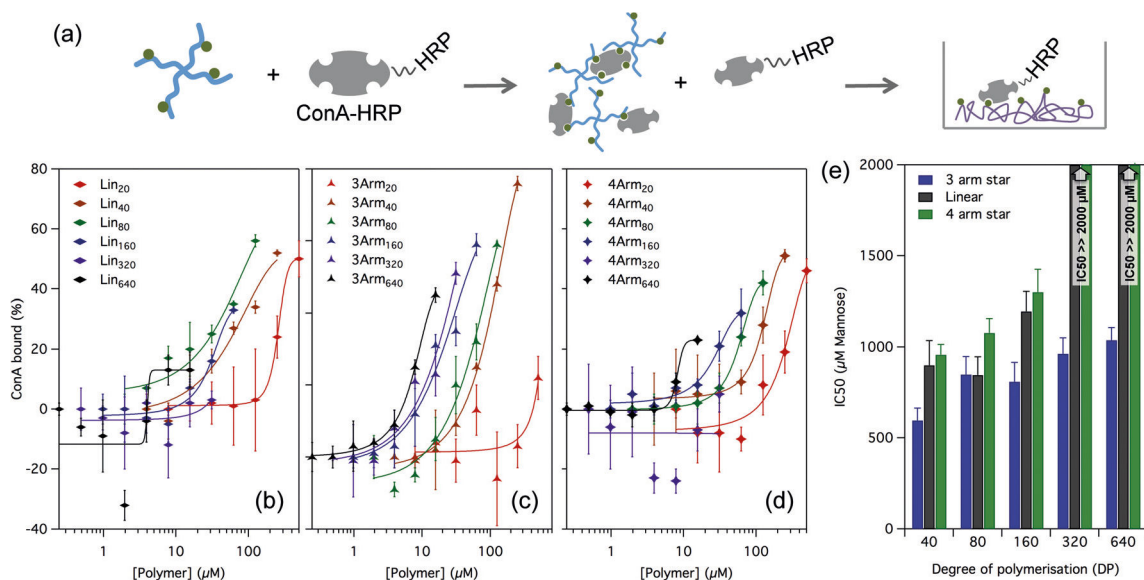 (a)
+
ConA-HRP
HRP
+
HRP
HRP
ConA bound (%)
80
60
40
20
0
-20
-40
Lin20
Lin40
Lin80
Lin160
Lin320
Lin640
(b)
1
10
100
[Polymer] (µM)
3Arm20
3Arm40
3Arm80
3Arm160
3Arm320
3Arm640
(c)
1
10
100
[Polymer] (µM)
4Arm20
4Arm40
4Arm80
4Arm160
4Arm320
4Arm640
(d)
1
10
100
[Polymer] (µM)
(e)
IC50 (µM Mannose)
2000
1500
1000
500
0
3 arm star
Linear
4 arm star
IC50 >> 2000 µM
IC50 >> 2000 µM
40
80
160
320
640
Degree of polymerisation (DP)